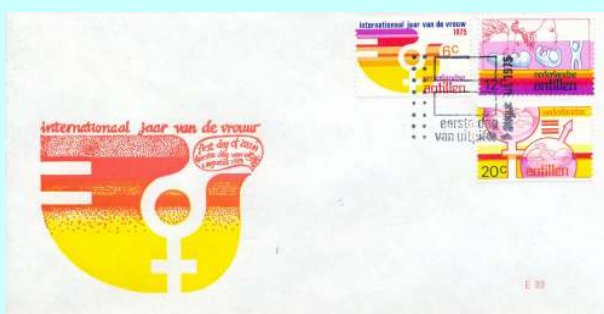 internationaal jaar van de vrouw
1975
6c
nederlandse
antillen
12c
nederlandse
antillen
eerste dag
van uitgifte
20c
nederlandse
antillen
internationaal jaar van de vrouw
first day of issue